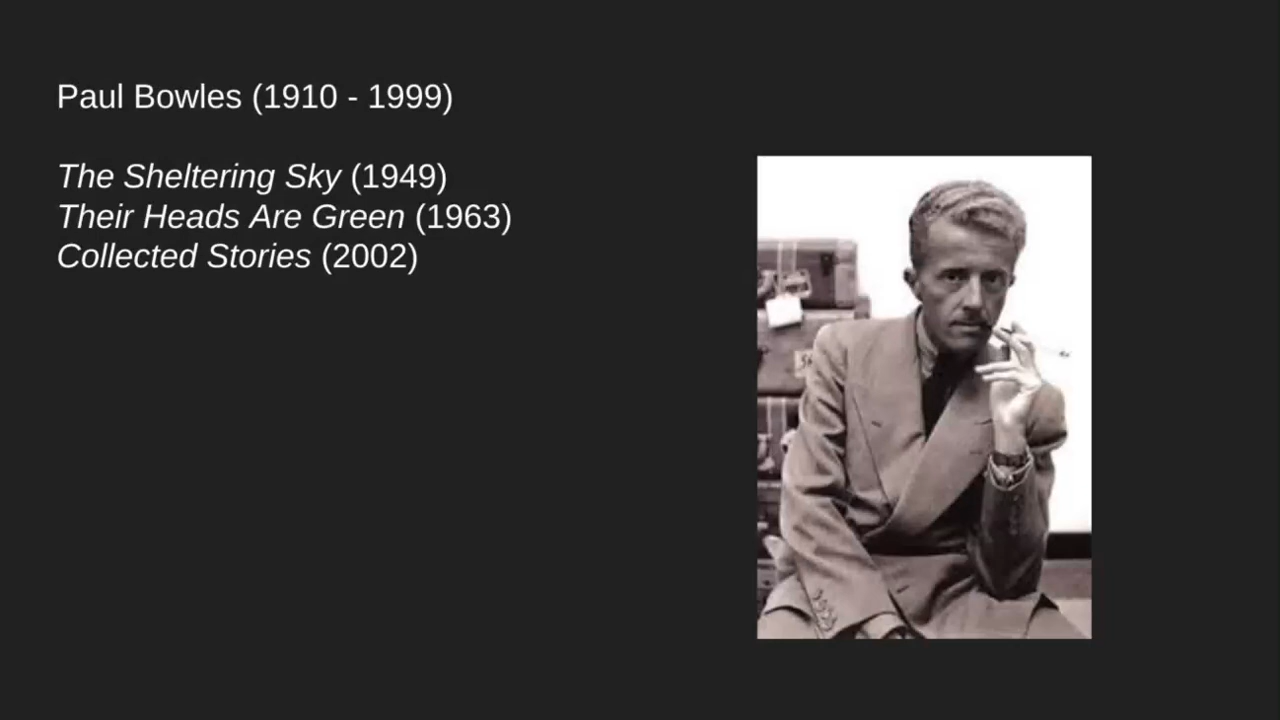 Paul Bowles (1910 - 1999)
The Sheltering Sky (1949)
Their Heads Are Green (1963)
Collected Stories (2002)